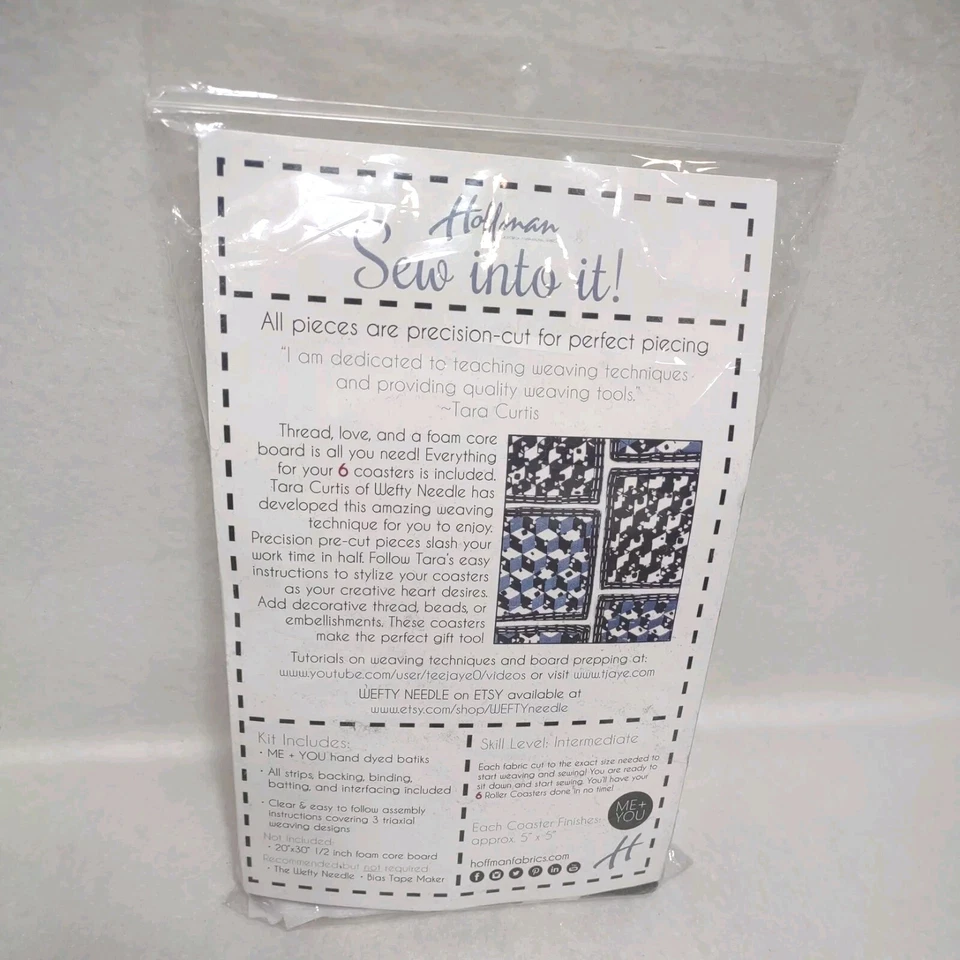 Hoffman
Sew into it!
All pieces are precision-cut for perfect piecing
"I am dedicated to teaching weaving techniques
and providing quality weaving tools."
~Tara Curtis
Thread, love, and a foam core
board is all you need! Everything
for your 6 coasters is included.
Tara Curtis of Wefty Needle has
developed this amazing weaving
technique for you to enjoy.
Precision pre-cut pieces slash your
work time in half. Follow Tara's easy
instructions to stylize your coasters
as your creative heart desires.
Add decorative thread, beads, or
embellishments. These coasters
make the perfect gift too!
Tutorials on weaving techniques and board prepping at:
www.youtube.com/user/teejaye0/videos or visit www.tjaye.com
WEFTY NEEDLE on ETSY available at
www.etsy.com/shop/WEFTYneedle
Kit Includes:
• ME + YOU hand dyed batiks
• All strips, backing, binding,
batting, and interfacing included
• Clear & easy to follow assembly
instructions covering 3 triaxial
weaving designs
Not included:
• 20"x30" 1/2 inch foam core board
Recommended but not required
• The Wefty Needle • Bias Tape Maker
Skill Level: Intermediate
Each fabric cut to the exact size needed to
start weaving and sewing! You are ready to
sit down and start sewing. You'll have your
6 Roller Coasters done in no time!
ME+
YOU
Each Coaster Finishes:
approx. 5" x 5"
H
hoffmanfabrics.com